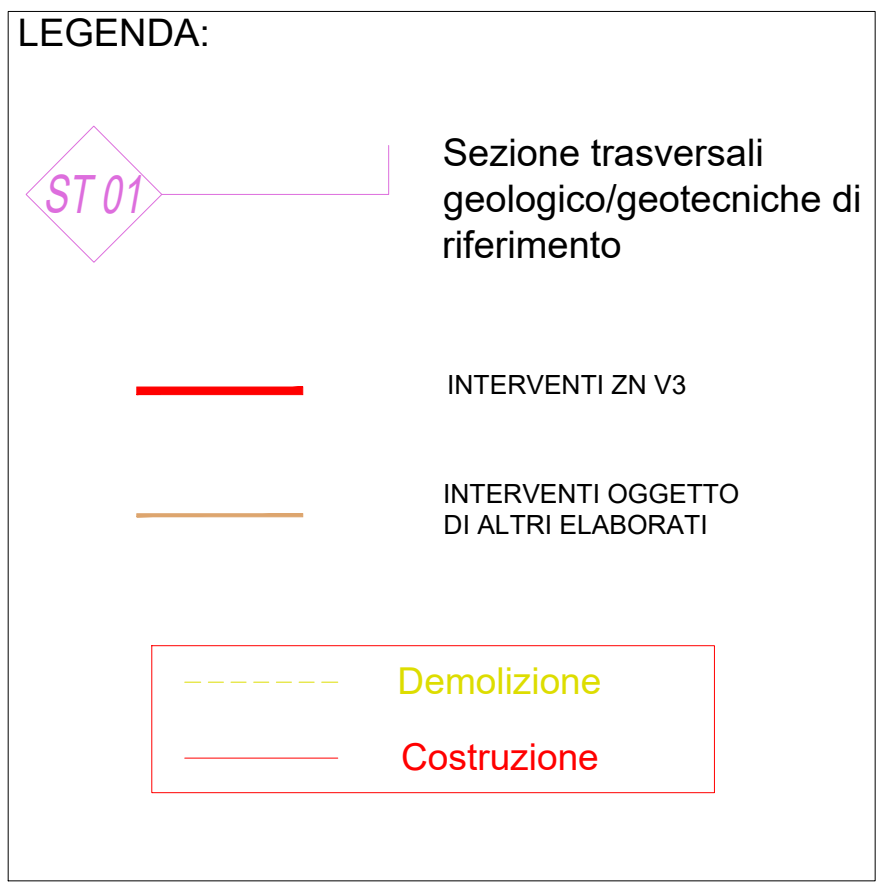 LEGENDA:
ST 01
Sezione trasversali
geologico/geotecniche di
riferimento
INTERVENTI ZN V3
INTERVENTI OGGETTO
DI ALTRI ELABORATI
Demolizione
Costruzione